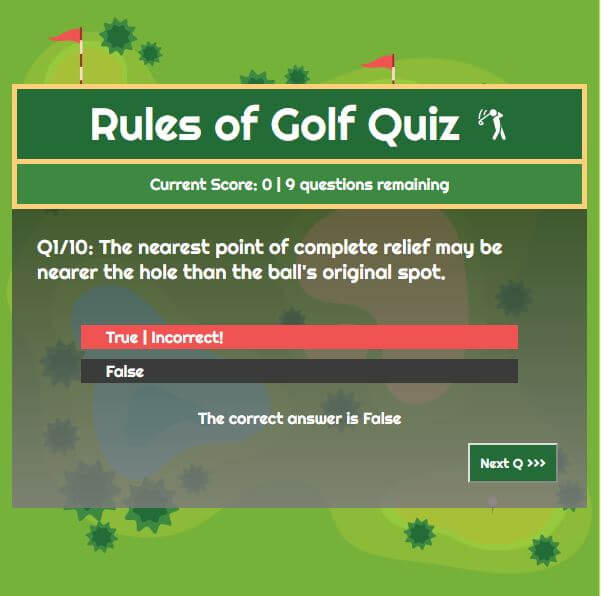 Rules of Golf Quiz
Current Score: 0 | 9 questions remaining
Q1/10: The nearest point of complete relief may be
nearer the hole than the ball's original spot.
True | Incorrect!
False
The correct answer is False
Next Q >>>